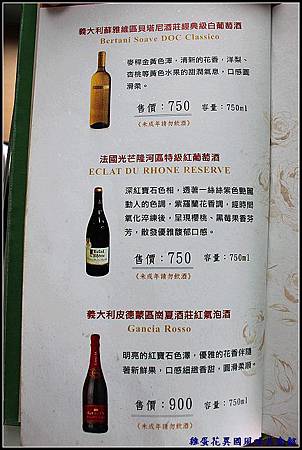 義大利蘇雅維區貝塔尼酒莊經典級白葡萄酒
Bertani Soave DOC Classico
麥桿金黃色澤,清新的花香,洋梨、
杏桃等黃色水果的甜潤氣息,口感圓
滑柔。
售價:750 容量:750ml
《未成年請勿飲酒》
法國光芒隆河區特級紅葡萄酒
ECLAT DU RHONE RESERVE
深紅寶石色相,透著一絲絲紫色艷麗
動人的色調,紫羅蘭花香調,經時間
氧化淬練後,呈現櫻桃、黑莓果香芬
芳,散發優雅馥郁口感。
售價:750 容量:750ml
《未成年請勿飲酒》
義大利皮德蒙區崗夏酒莊紅氣泡酒
Gancia Rosso
明亮的紅寶石色澤,優雅的花香伴隨
著新鮮果,口感細緻香甜,圓滑柔順。
售價:900 容量:750ml
《未成年請勿飲酒》